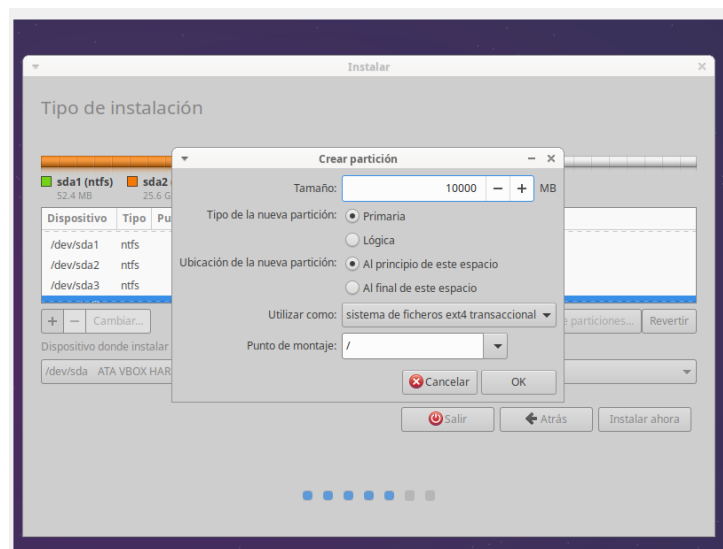 Instalar
Tipo de instalación
sda1 (ntfs) sda2
52.4 MB 25.6 G
Dispositivo Tipo
/dev/sda1 ntfs
/dev/sda2 ntfs
/dev/sda3 ntfs
Crear partición
Tamaño: 10000 MB
Tipo de la nueva partición: Primaria
Lógica
Ubicación de la nueva partición: Al principio de este espacio
Al final de este espacio
Utilizar como: sistema de ficheros ext4 transaccional
Punto de montaje: /
Cancelar OK
+ − Cambiar... particiones... Revertir
Dispositivo donde instalar
/dev/sda ATA VBOX HAR
Salir Atrás Instalar ahora